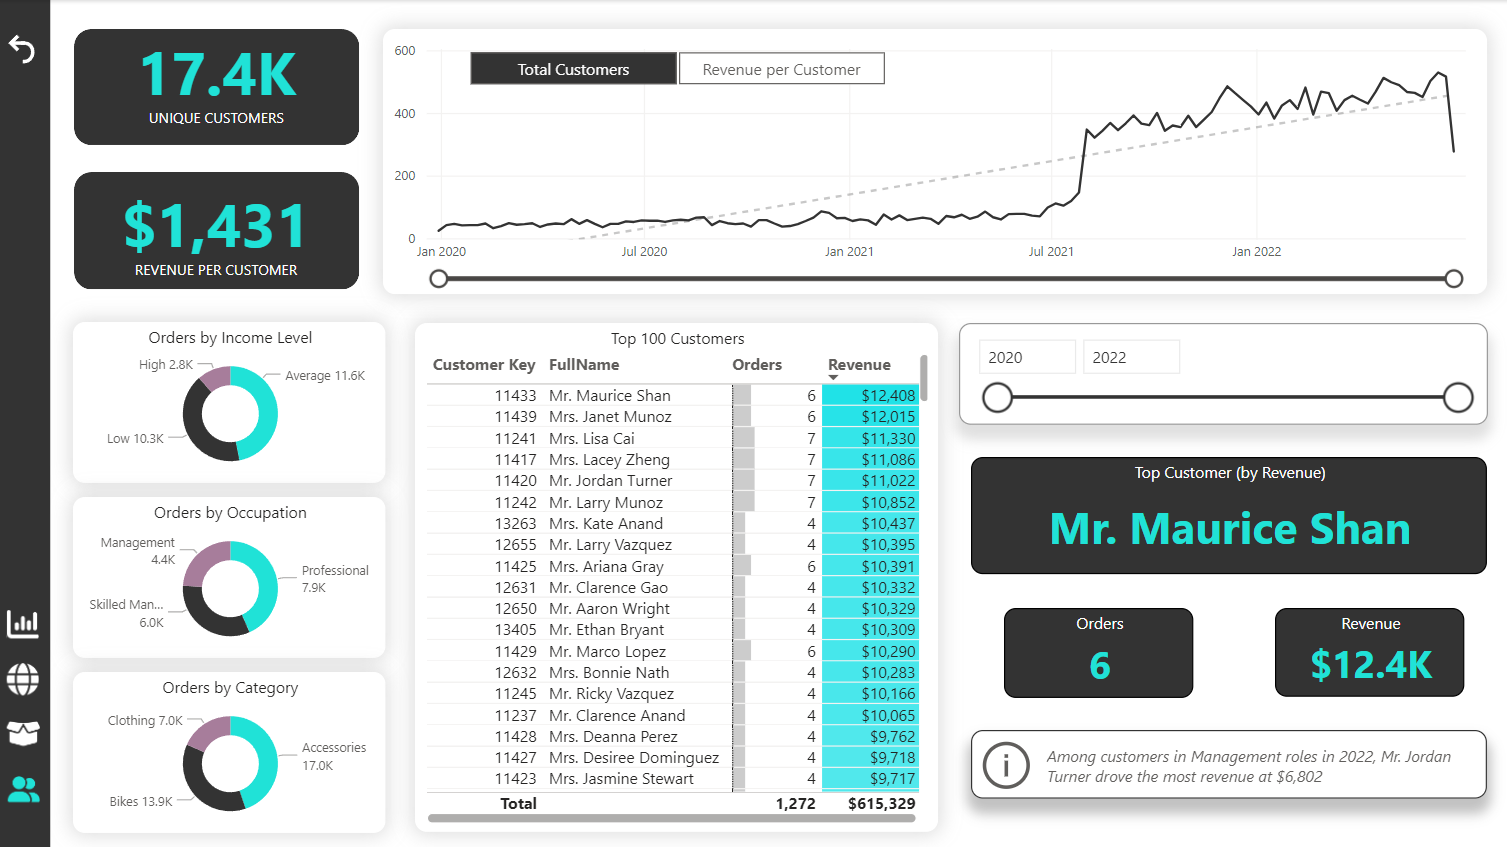 17.4K
UNIQUE CUSTOMERS
$1,431
REVENUE PER CUSTOMER
Total Customers
Revenue per Customer
600
400
200
0
Jan 2020
Jul 2020
Jan 2021
Jul 2021
Jan 2022
Orders by Income Level
High 2.8K
Average 11.6K
Low 10.3K
Orders by Occupation
Management
4.4K
Professional
7.9K
Skilled Man...
6.0K
Orders by Category
Clothing 7.0K
Accessories
17.0K
Bikes 13.9K
Top 100 Customers
Customer Key FullName Orders Revenue
11433 Mr. Maurice Shan 6 $12,408
11439 Mrs. Janet Munoz 6 $12,015
11241 Mrs. Lisa Cai 7 $11,330
11417 Mrs. Lacey Zheng 7 $11,086
11420 Mr. Jordan Turner 7 $11,022
11242 Mr. Larry Munoz 7 $10,852
13263 Mrs. Kate Anand 4 $10,437
12655 Mr. Larry Vazquez 4 $10,395
11425 Mrs. Ariana Gray 6 $10,391
12631 Mr. Clarence Gao 4 $10,332
12650 Mr. Aaron Wright 4 $10,329
13405 Mr. Ethan Bryant 4 $10,309
11429 Mr. Marco Lopez 6 $10,290
12632 Mrs. Bonnie Nath 4 $10,283
11245 Mr. Ricky Vazquez 4 $10,166
11237 Mr. Clarence Anand 4 $10,065
11428 Mrs. Deanna Perez 4 $9,762
11427 Mrs. Desiree Dominguez 4 $9,718
11423 Mrs. Jasmine Stewart 4 $9,717
Total 1,272 $615,329
2020
2022
Top Customer (by Revenue)
Mr. Maurice Shan
Orders
6
Revenue
$12.4K
i
Among customers in Management roles in 2022, Mr. Jordan
Turner drove the most revenue at $6,802